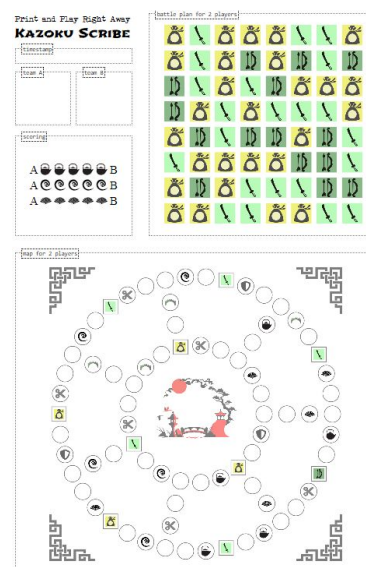 Print and Play Right Away
KAZOKU SCRIBE
timestamp
team A
team B
scoring
A B
A B
A B
battle plan for 2 players
map for 2 players